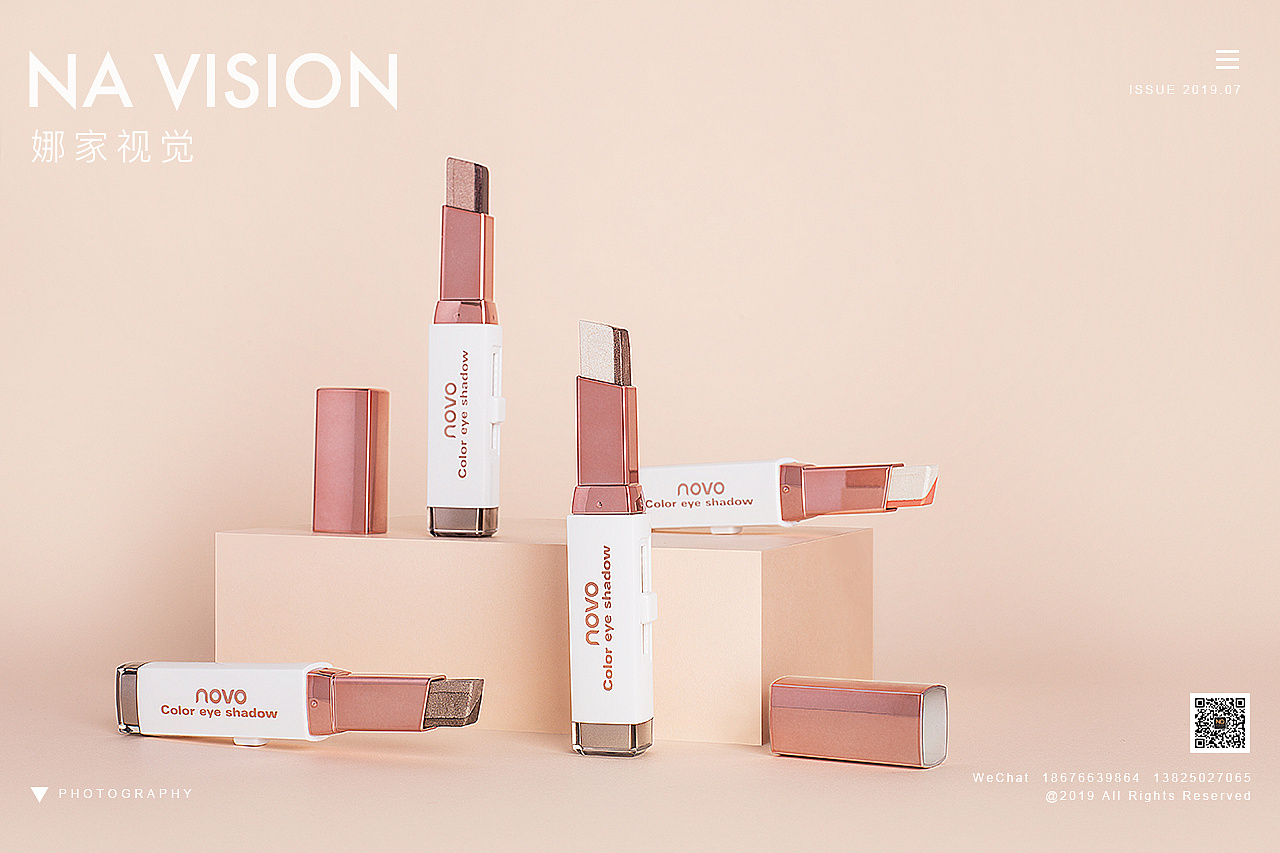 NA VISION
娜家视觉
ISSUE 2019.07
novo
Color eye shadow
novo
Color eye shadow
novo
Color eye shadow
novo
Color eye shadow
PHOTOGRAPHY
WeChat 18676639864 13825027065
@2019 All Rights Reserved